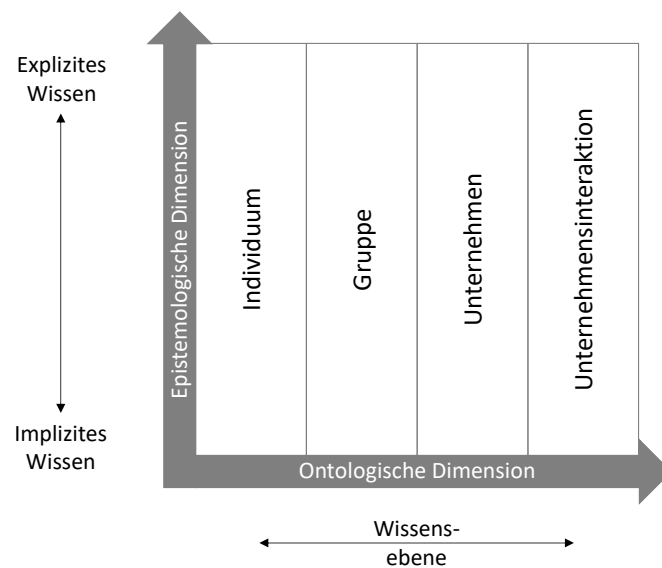 Explizites
Wissen
Epistemologische Dimension
Individuum
Gruppe
Unternehmen
Unternehmensinteraktion
Implizites
Wissen
Ontologische Dimension
Wissens-
ebene